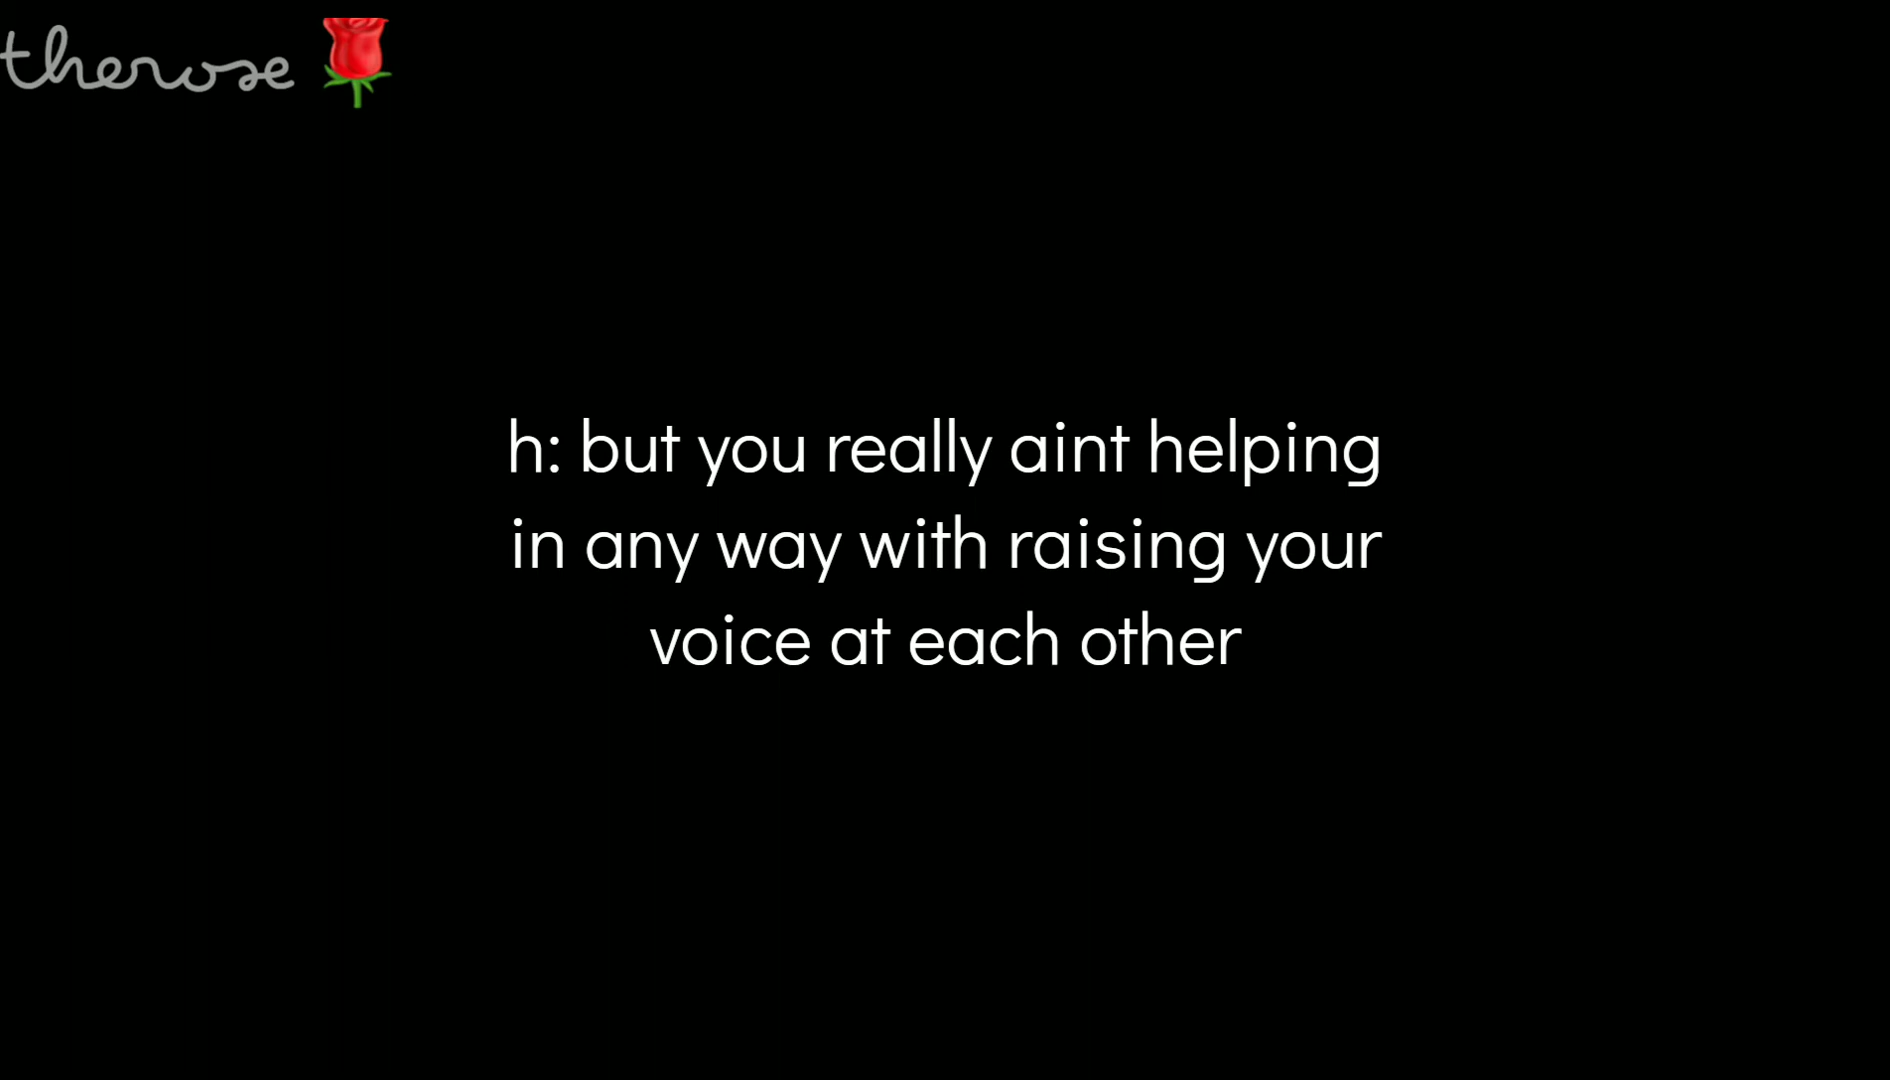 therose
h: but you really aint helping
in any way with raising your
voice at each other